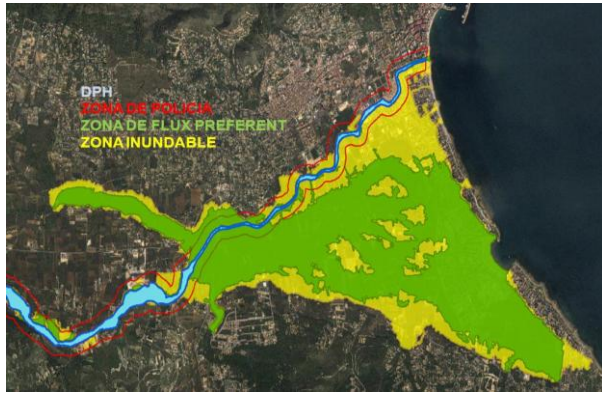 DPH
ZONA DE POLICIA
ZONA DE FLUX PREFERENT
ZONA INUNDABLE